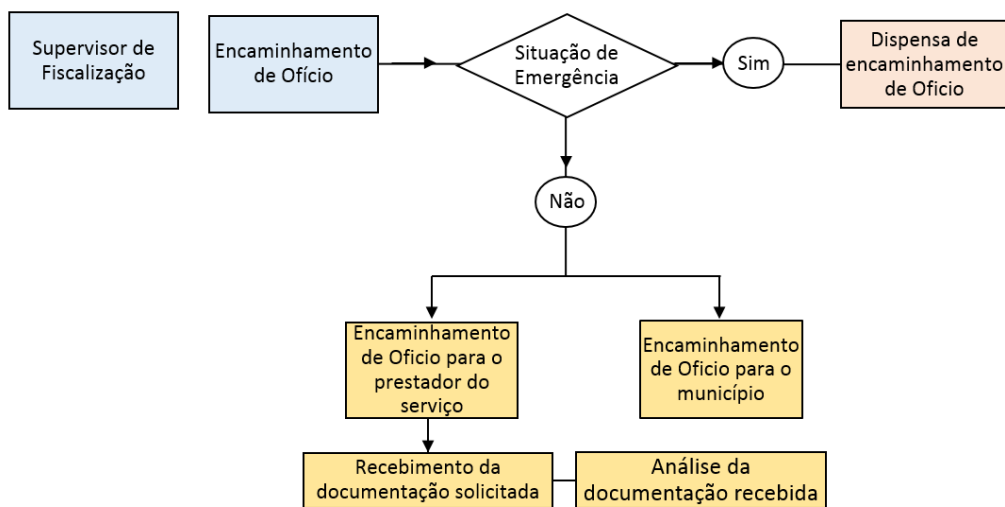 Supervisor de
Fiscalização
Encaminhamento
de Ofício
Situação de
Emergência
Sim
Dispensa de
encaminhamento
de Oficio
Não
Encaminhamento
de Oficio para o
prestador do
serviço
Encaminhamento
de Oficio para o
município
Recebimento da
documentação solicitada
Análise da
documentação recebida